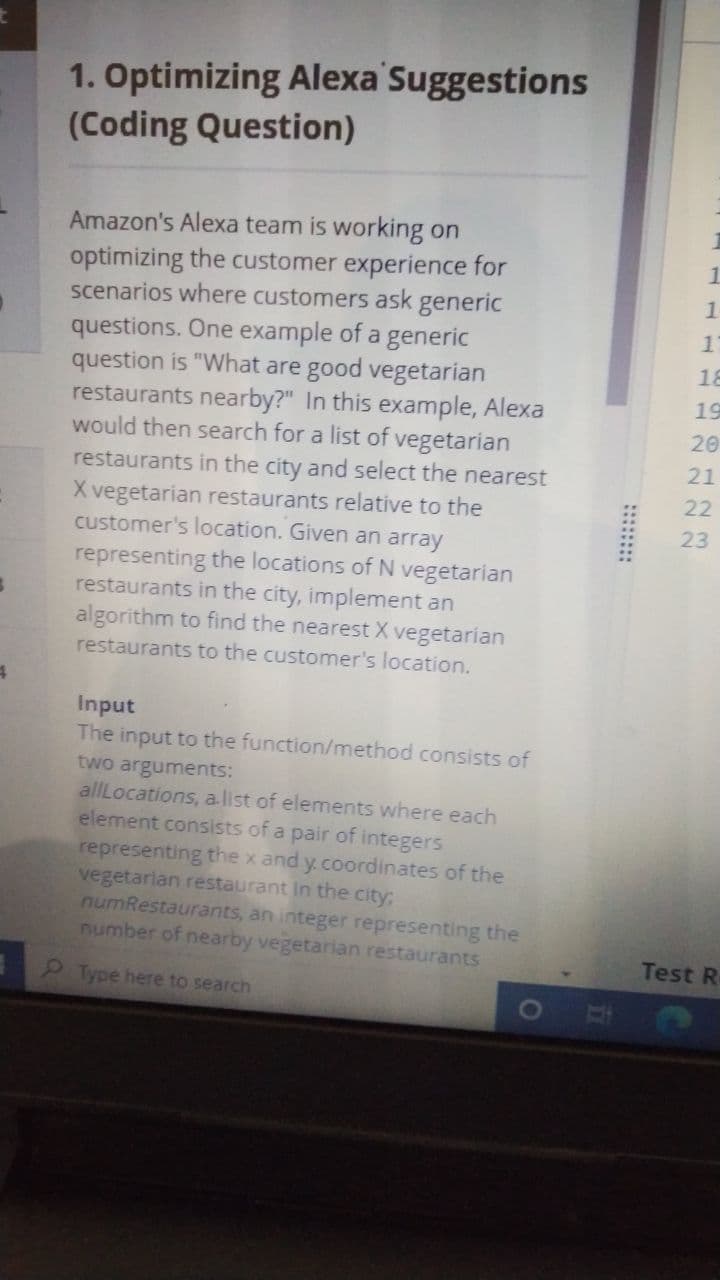 1. Optimizing Alexa Suggestions
(Coding Question)
Amazon's Alexa team is working on
optimizing the customer experience for
scenarios where customers ask generic
questions. One example of a generic
question is "What are good vegetarian
restaurants nearby?" In this example, Alexa
would then search for a list of vegetarian
restaurants in the city and select the nearest
X vegetarian restaurants relative to the
customer's location. Given an array
representing the locations of N vegetarian
restaurants in the city, implement an
algorithm to find the nearest X vegetarian
restaurants to the customer's location.
Input
The input to the function/method consists of
two arguments:
allLocations, a list of elements where each
element consists of a pair of integers
representing the x and y coordinates of the
vegetarian restaurant in the city;
numRestaurants, an integer representing the
number of nearby vegetarian restaurants
Type here to search
18
19
20
21
22
23
Test R